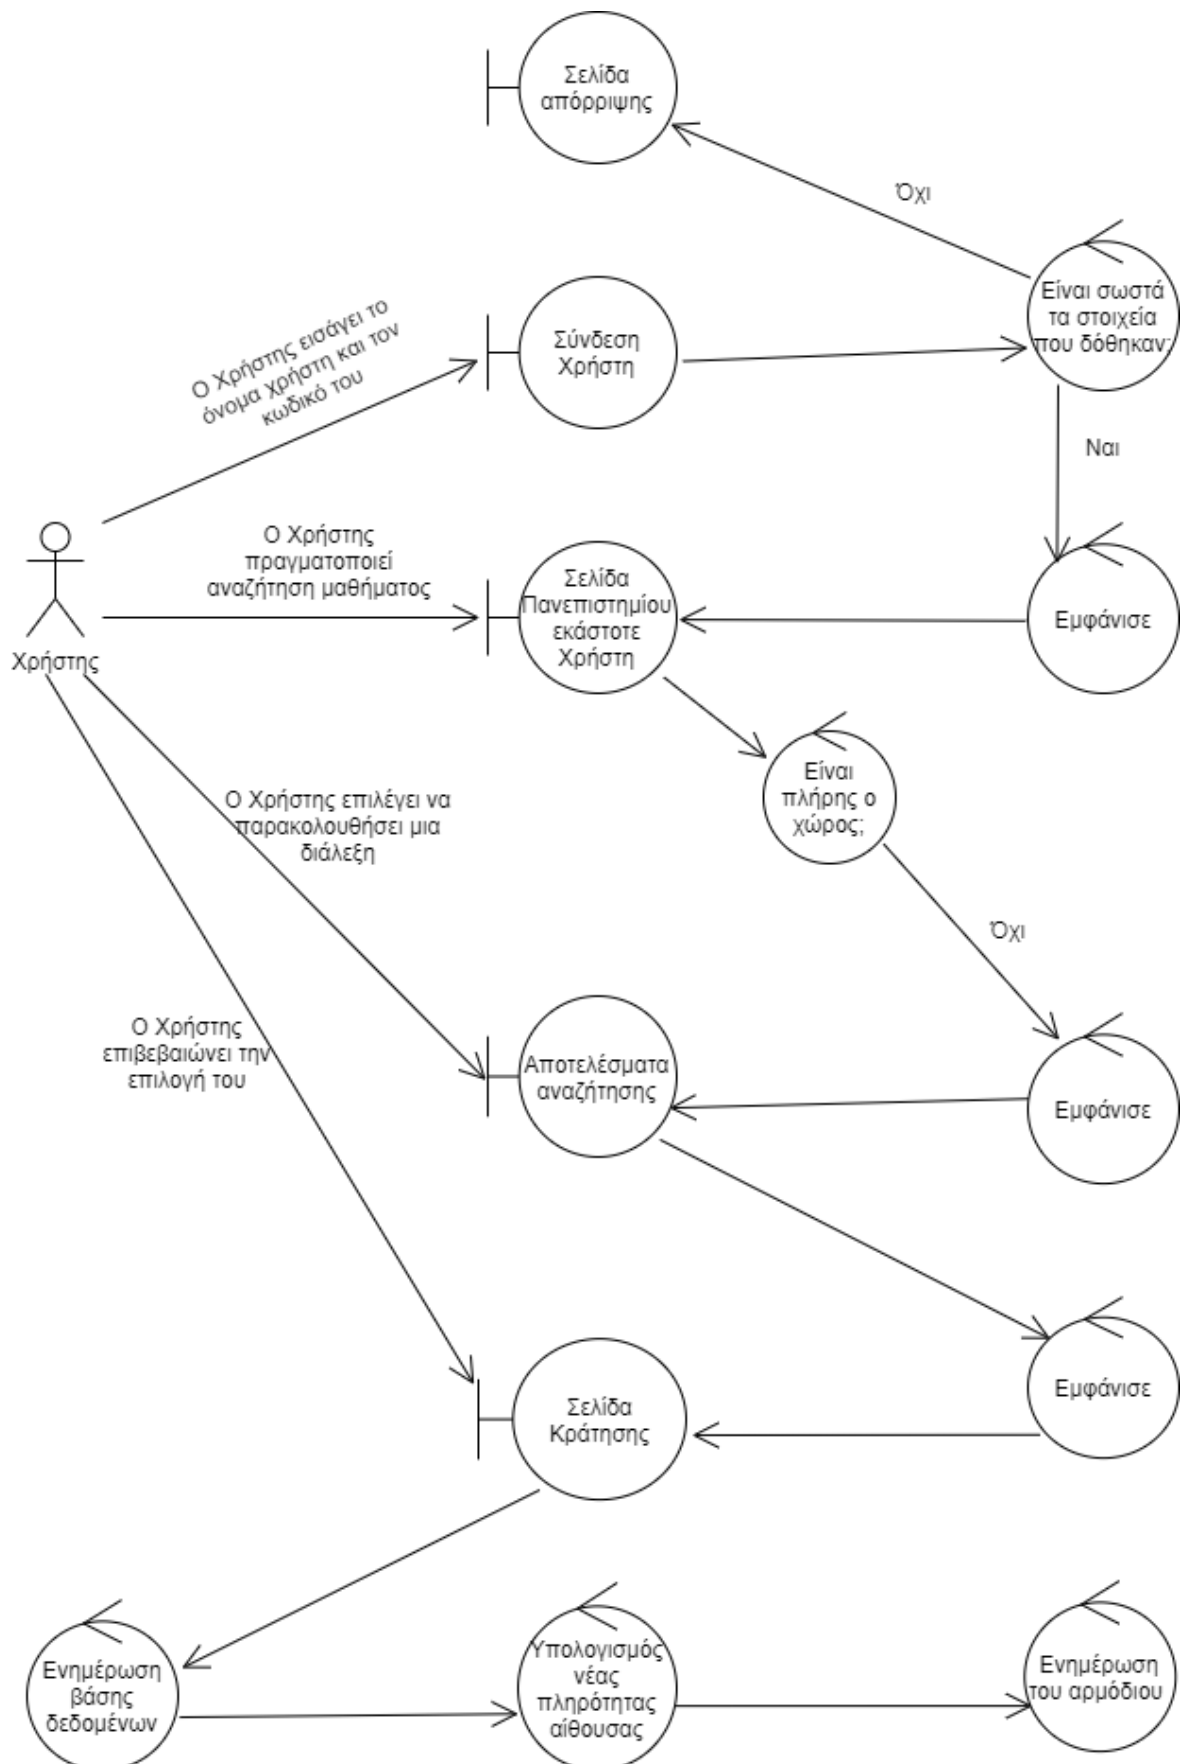 Σελίδα
απόρριψης
Όχι
Είναι σωστά
τα στοιχεία
που δόθηκαν;
Ο Χρήστης εισάγει το
όνομα χρήστη και τον
κωδικό του
Σύνδεση
Χρήστη
Ναι
Ο Χρήστης
πραγματοποιεί
αναζήτηση μαθήματος
Σελίδα
Πανεπιστημίου
εκάστοτε
Χρήστη
Εμφάνισε
Χρήστης
Είναι
πλήρης ο
χώρος;
Ο Χρήστης επιλέγει να
παρακολουθήσει μια
διάλεξη
Όχι
Ο Χρήστης
επιβεβαιώνει την
επιλογή του
Αποτελέσματα
αναζήτησης
Εμφάνισε
Εμφάνισε
Σελίδα
Κράτησης
Ενημέρωση
βάσης
δεδομένων
Υπολογισμός
νέας
πληρότητας
αίθουσας
Ενημέρωση
του αρμόδιου